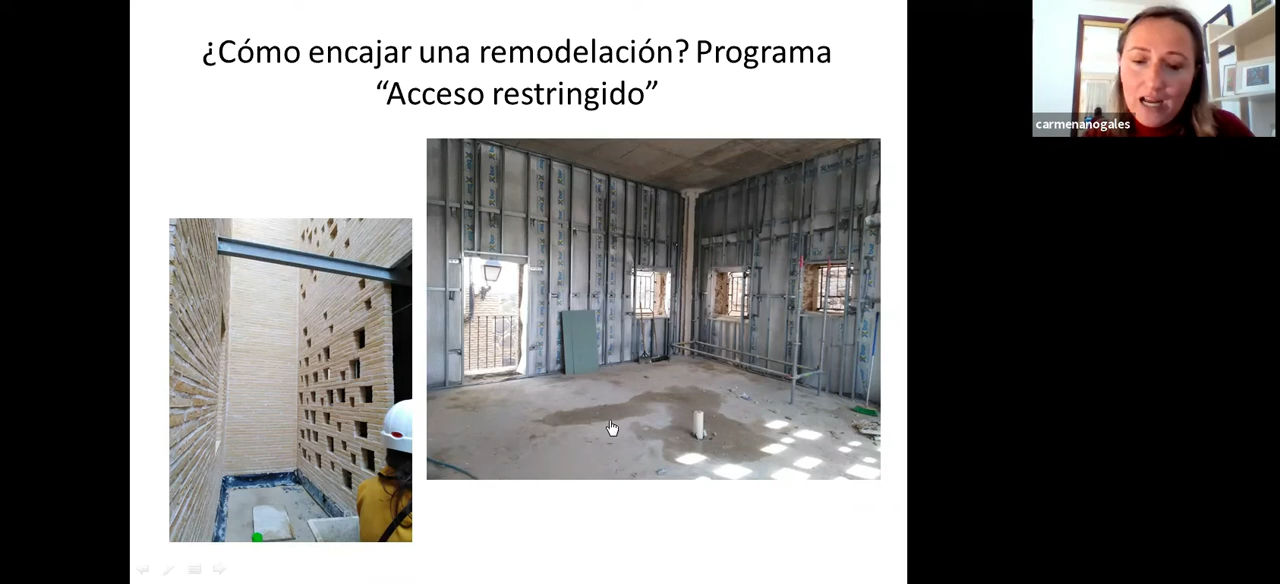 ¿Cómo encajar una remodelación? Programa
“Acceso restringido”
carmenanogales